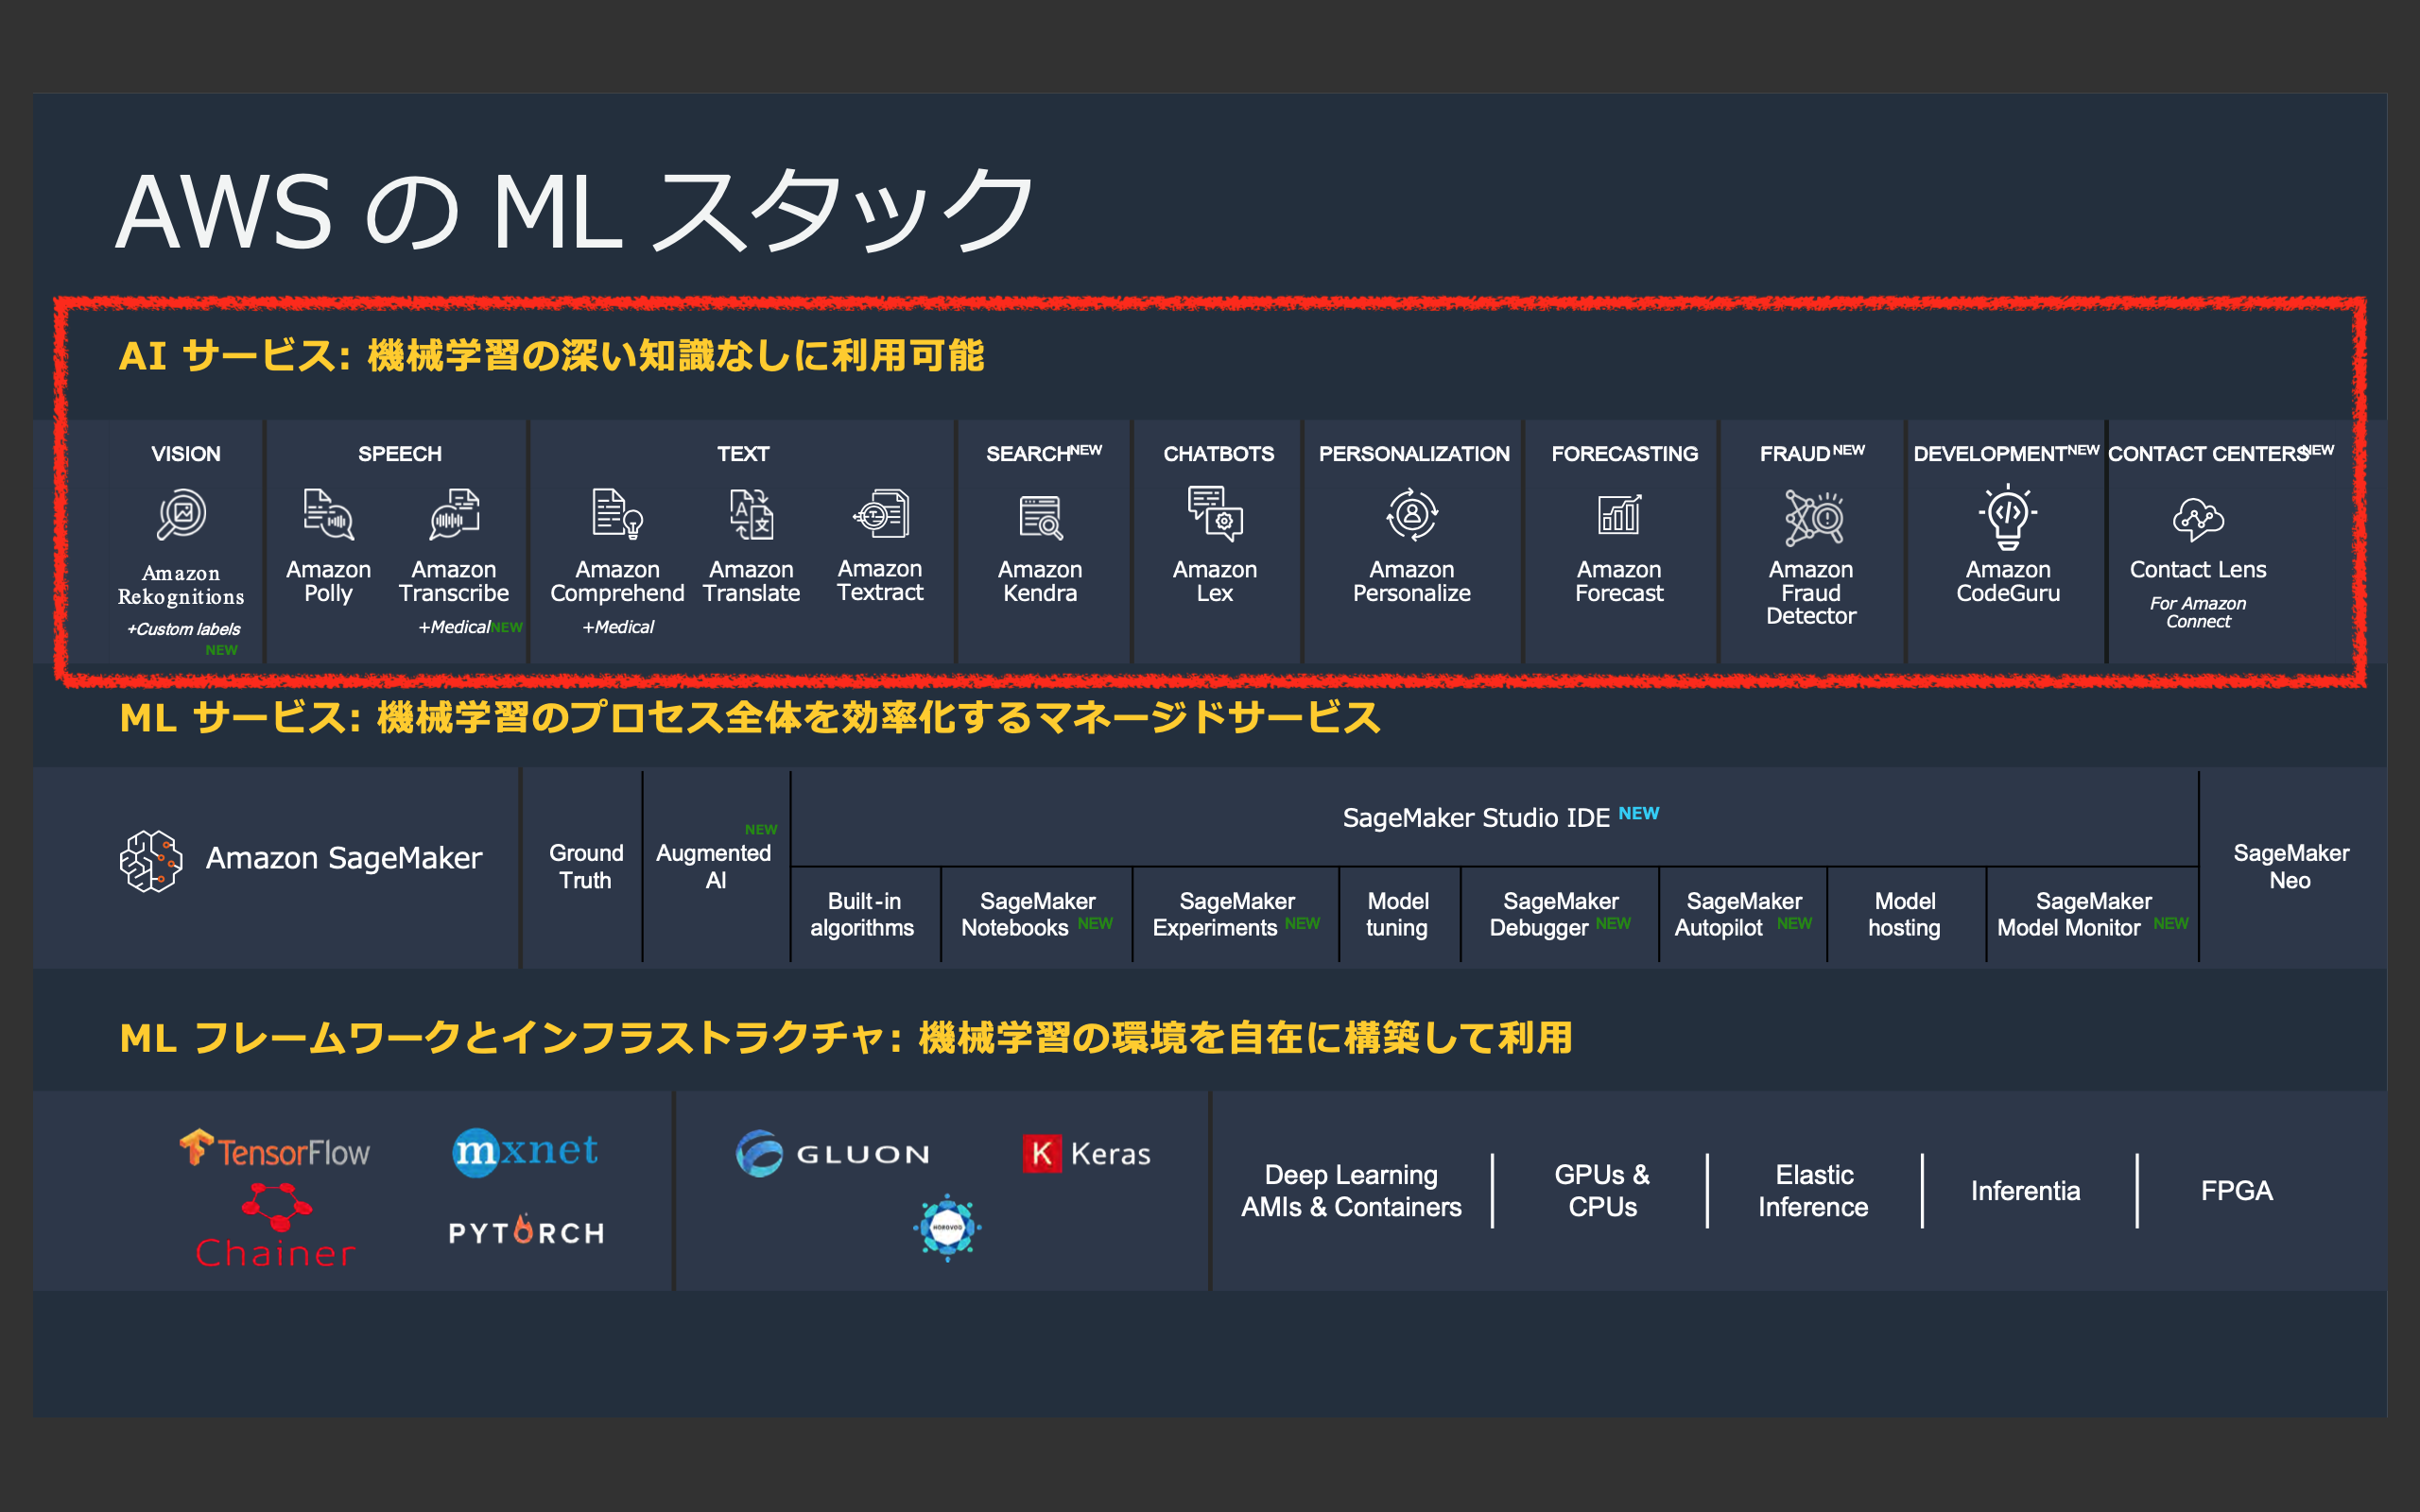 AWS の ML スタック
AI サービス: 機械学習の深い知識なしに利用可能
VISION
SPEECH
TEXT
SEARCH NEW
CHATBOTS
PERSONALIZATION
FORECASTING
FRAUD NEW
DEVELOPMENT NEW
CONTACT CENTERS NEW
Amazon
Rekognitions
+Custom labels
NEW
Amazon
Polly
Amazon
Transcribe
+Medical NEW
Amazon
Comprehend
+Medical
Amazon
Translate
Amazon
Textract
Amazon
Kendra
Amazon
Lex
Amazon
Personalize
Amazon
Forecast
Amazon
Fraud
Detector
Amazon
CodeGuru
Contact Lens
For Amazon
Connect
ML サービス: 機械学習のプロセス全体を効率化するマネージドサービス
Amazon SageMaker
Ground
Truth
NEW
Augmented
AI
SageMaker Studio IDE NEW
Built-in
algorithms
SageMaker
Notebooks NEW
SageMaker
Experiments NEW
Model
tuning
SageMaker
Debugger NEW
SageMaker
Autopilot NEW
Model
hosting
SageMaker
Model Monitor NEW
SageMaker
Neo
ML フレームワークとインフラストラクチャ: 機械学習の環境を自在に構築して利用
TensorFlow
mxnet
Chainer
PYTORCH
GLUON
Keras
HOROVOD
Deep Learning
AMIs & Containers
GPUs &
CPUs
Elastic
Inference
Inferentia
FPGA